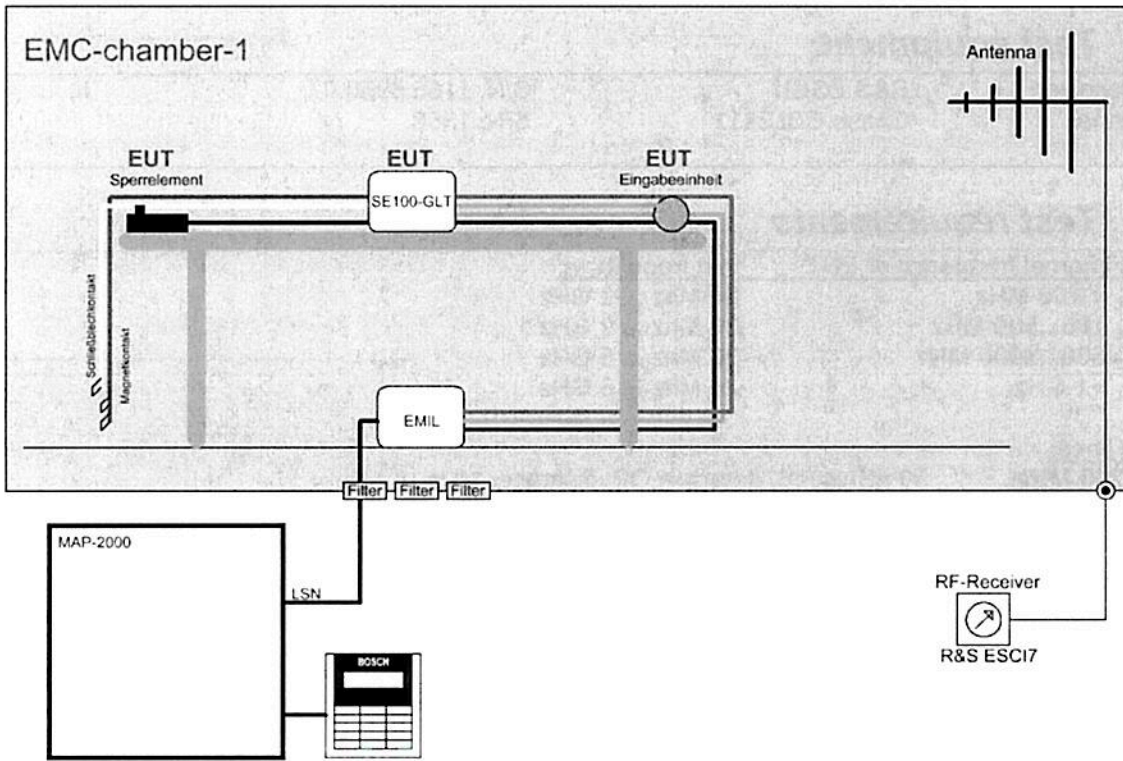 EMC-chamber-1
Antenna
EUT
Sperrelement
EUT
SE100-GLT
EUT
Eingabeeinheit
Schließblechkontakt
Magnetkontakt
EMIL
Filter
Filter
Filter
MAP-2000
LSN
BOSCH
RF-Receiver
R&S ESCI7